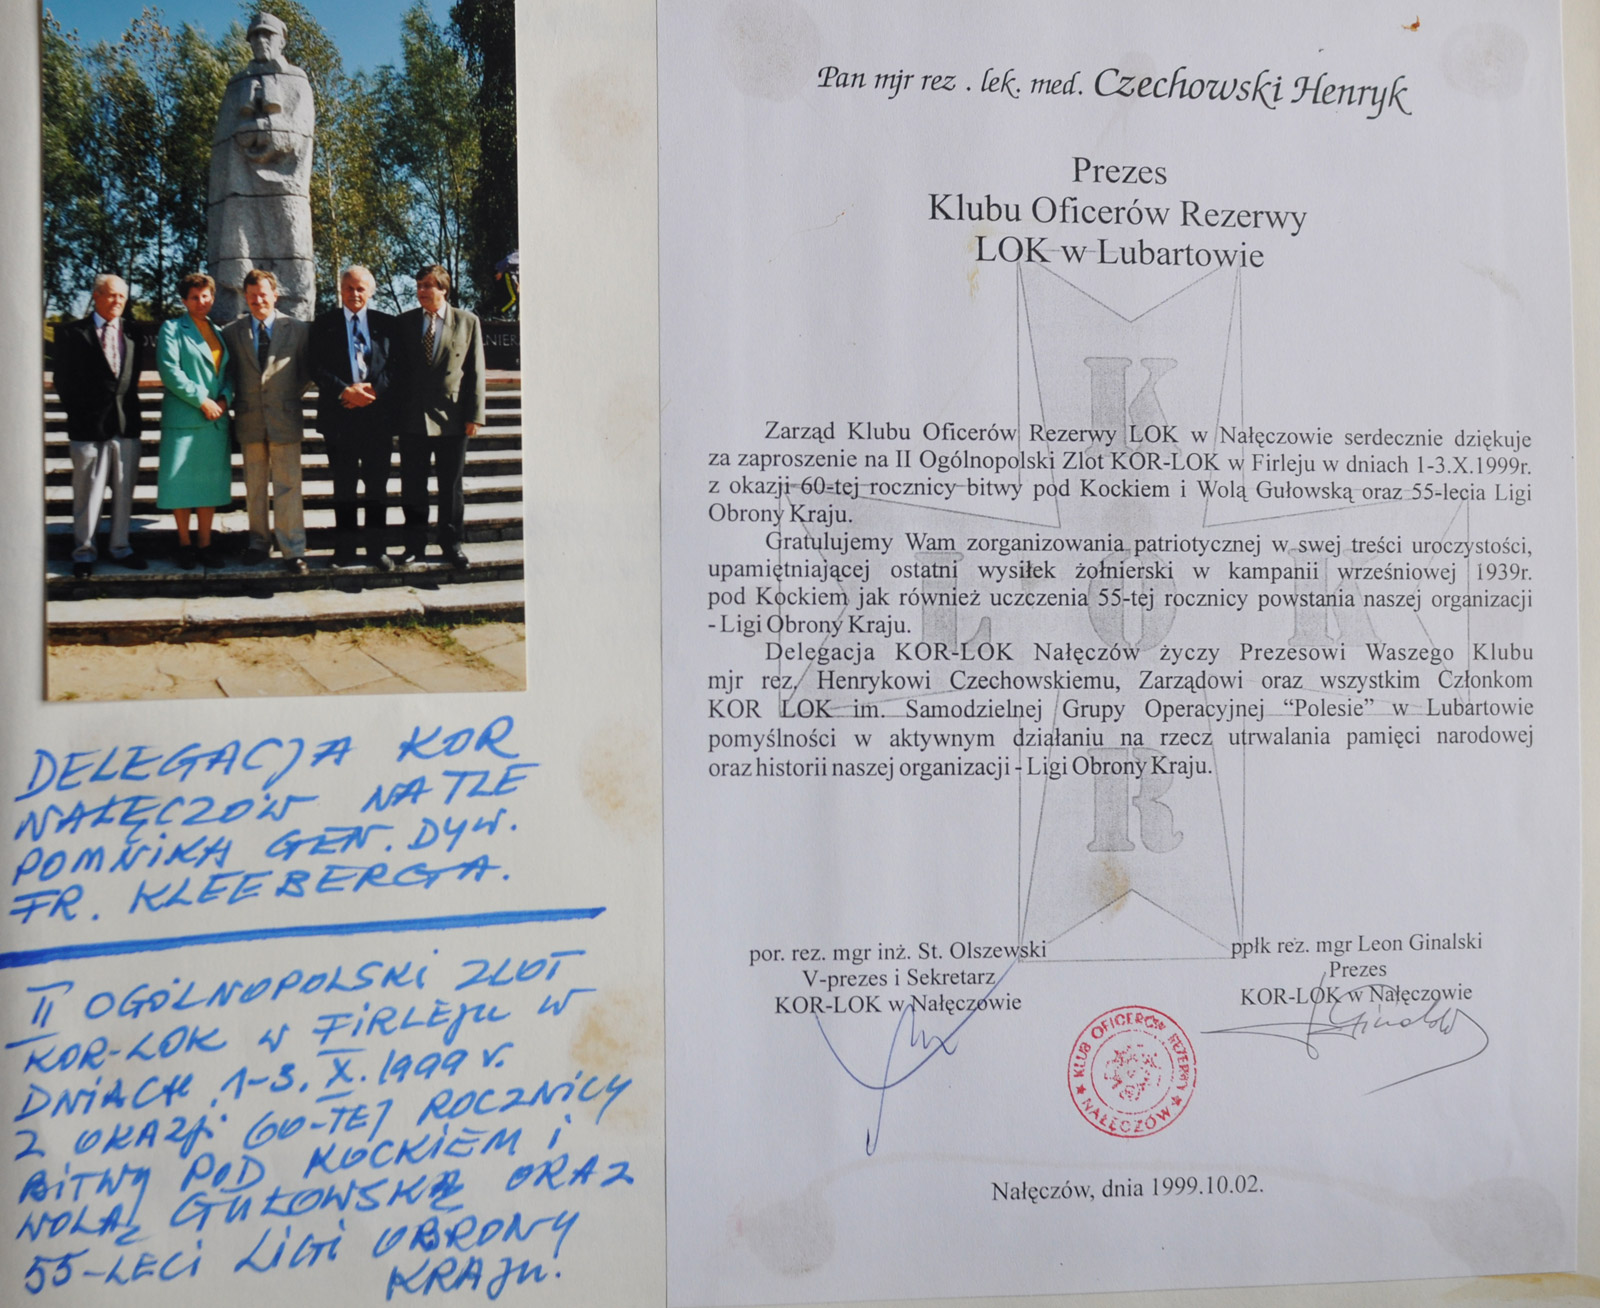 NIERZ
DELEGACJA KOR
NAŁĘCZÓW NA TLE
POMNIKA GEN. DYW.
FR. KLEEBERGA.
II OGÓLNOPOLSKI ZLOT
KOR-LOK W FIRLEJU W
DNIACH 1-3.X.1999 r.
Z OKAZJI 60-TEJ ROCZNICY
BITWY POD KOCKIEM I
WOLĄ GUŁOWSKĄ ORAZ
55-LECI LIGI OBRONY
KRAJU.
Pan mjr rez . lek. med. Czechowski Henryk
Prezes
Klubu Oficerów Rezerwy
LOK w Lubartowie
Zarząd Klubu Oficerów Rezerwy LOK w Nałęczowie serdecznie dziękuje
za zaproszenie na II Ogólnopolski Zlot KOR-LOK w Firleju w dniach 1-3.X.1999r.
z okazji 60-tej rocznicy bitwy pod Kockiem i Wolą Gułowską oraz 55-lecia Ligi
Obrony Kraju.
Gratulujemy Wam zorganizowania patriotycznej w swej treści uroczystości,
upamiętniającej ostatni wysiłek żołnierski w kampanii wrześniowej 1939r.
pod Kockiem jak również uczczenia 55-tej rocznicy powstania naszej organizacji
- Ligi Obrony Kraju.
Delegacja KOR-LOK Nałęczów życzy Prezesowi Waszego Klubu
mjr rez. Henrykowi Czechowskiemu, Zarządowi oraz wszystkim Członkom
KOR LOK im. Samodzielnej Grupy Operacyjnej “Polesie” w Lubartowie
pomyślności w aktywnym działaniu na rzecz utrwalania pamięci narodowej
oraz historii naszej organizacji - Ligi Obrony Kraju.
K
L O K
R
por. rez. mgr inż. St. Olszewski
V-prezes i Sekretarz
KOR-LOK w Nałęczowie
ppłk rez. mgr Leon Ginalski
Prezes
KOR-LOK w Nałęczowie
KLUB OFICERÓW REZERWY
NAŁĘCZÓW
Nałęczów, dnia 1999.10.02.